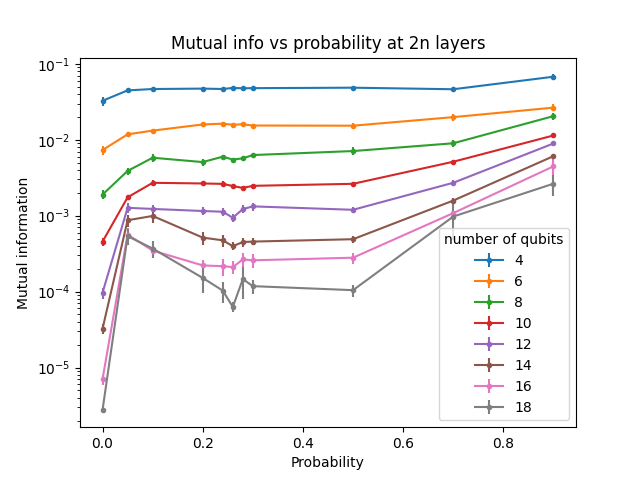 Mutual info vs probability at 2n layers
10⁻¹
10⁻²
10⁻³
10⁻⁴
10⁻⁵
Mutual information
0.0 0.2 0.4 0.6 0.8
Probability
number of qubits
4
6
8
10
12
14
16
18